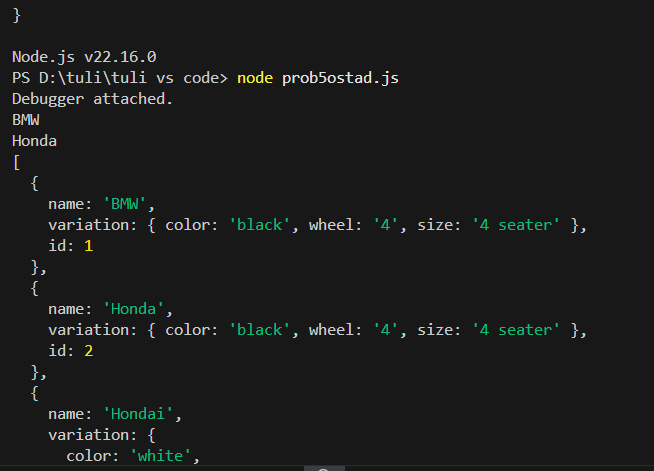 }
Node.js v22.16.0
PS D:\tuli\tuli vs code> node prob5ostad.js
Debugger attached.
BMW
Honda
[
  {
    name: 'BMW',
    variation: { color: 'black', wheel: '4', size: '4 seater' },
    id: 1
  },
  {
    name: 'Honda',
    variation: { color: 'black', wheel: '4', size: '4 seater' },
    id: 2
  },
  {
    name: 'Hondai',
    variation: {
      color: 'white',